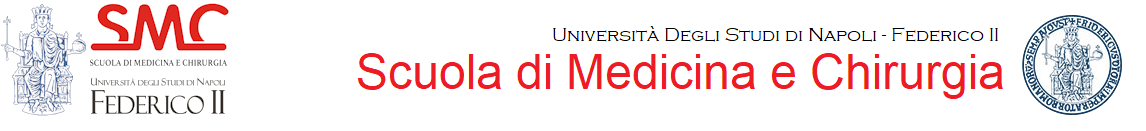 SMC
SCUOLA DI MEDICINA E CHIRURGIA
UNIVERSITÀ DEGLI STUDI DI NAPOLI
FEDERICO II
UNIVERSITÀ DEGLI STUDI DI NAPOLI - FEDERICO II
Scuola di Medicina e Chirurgia